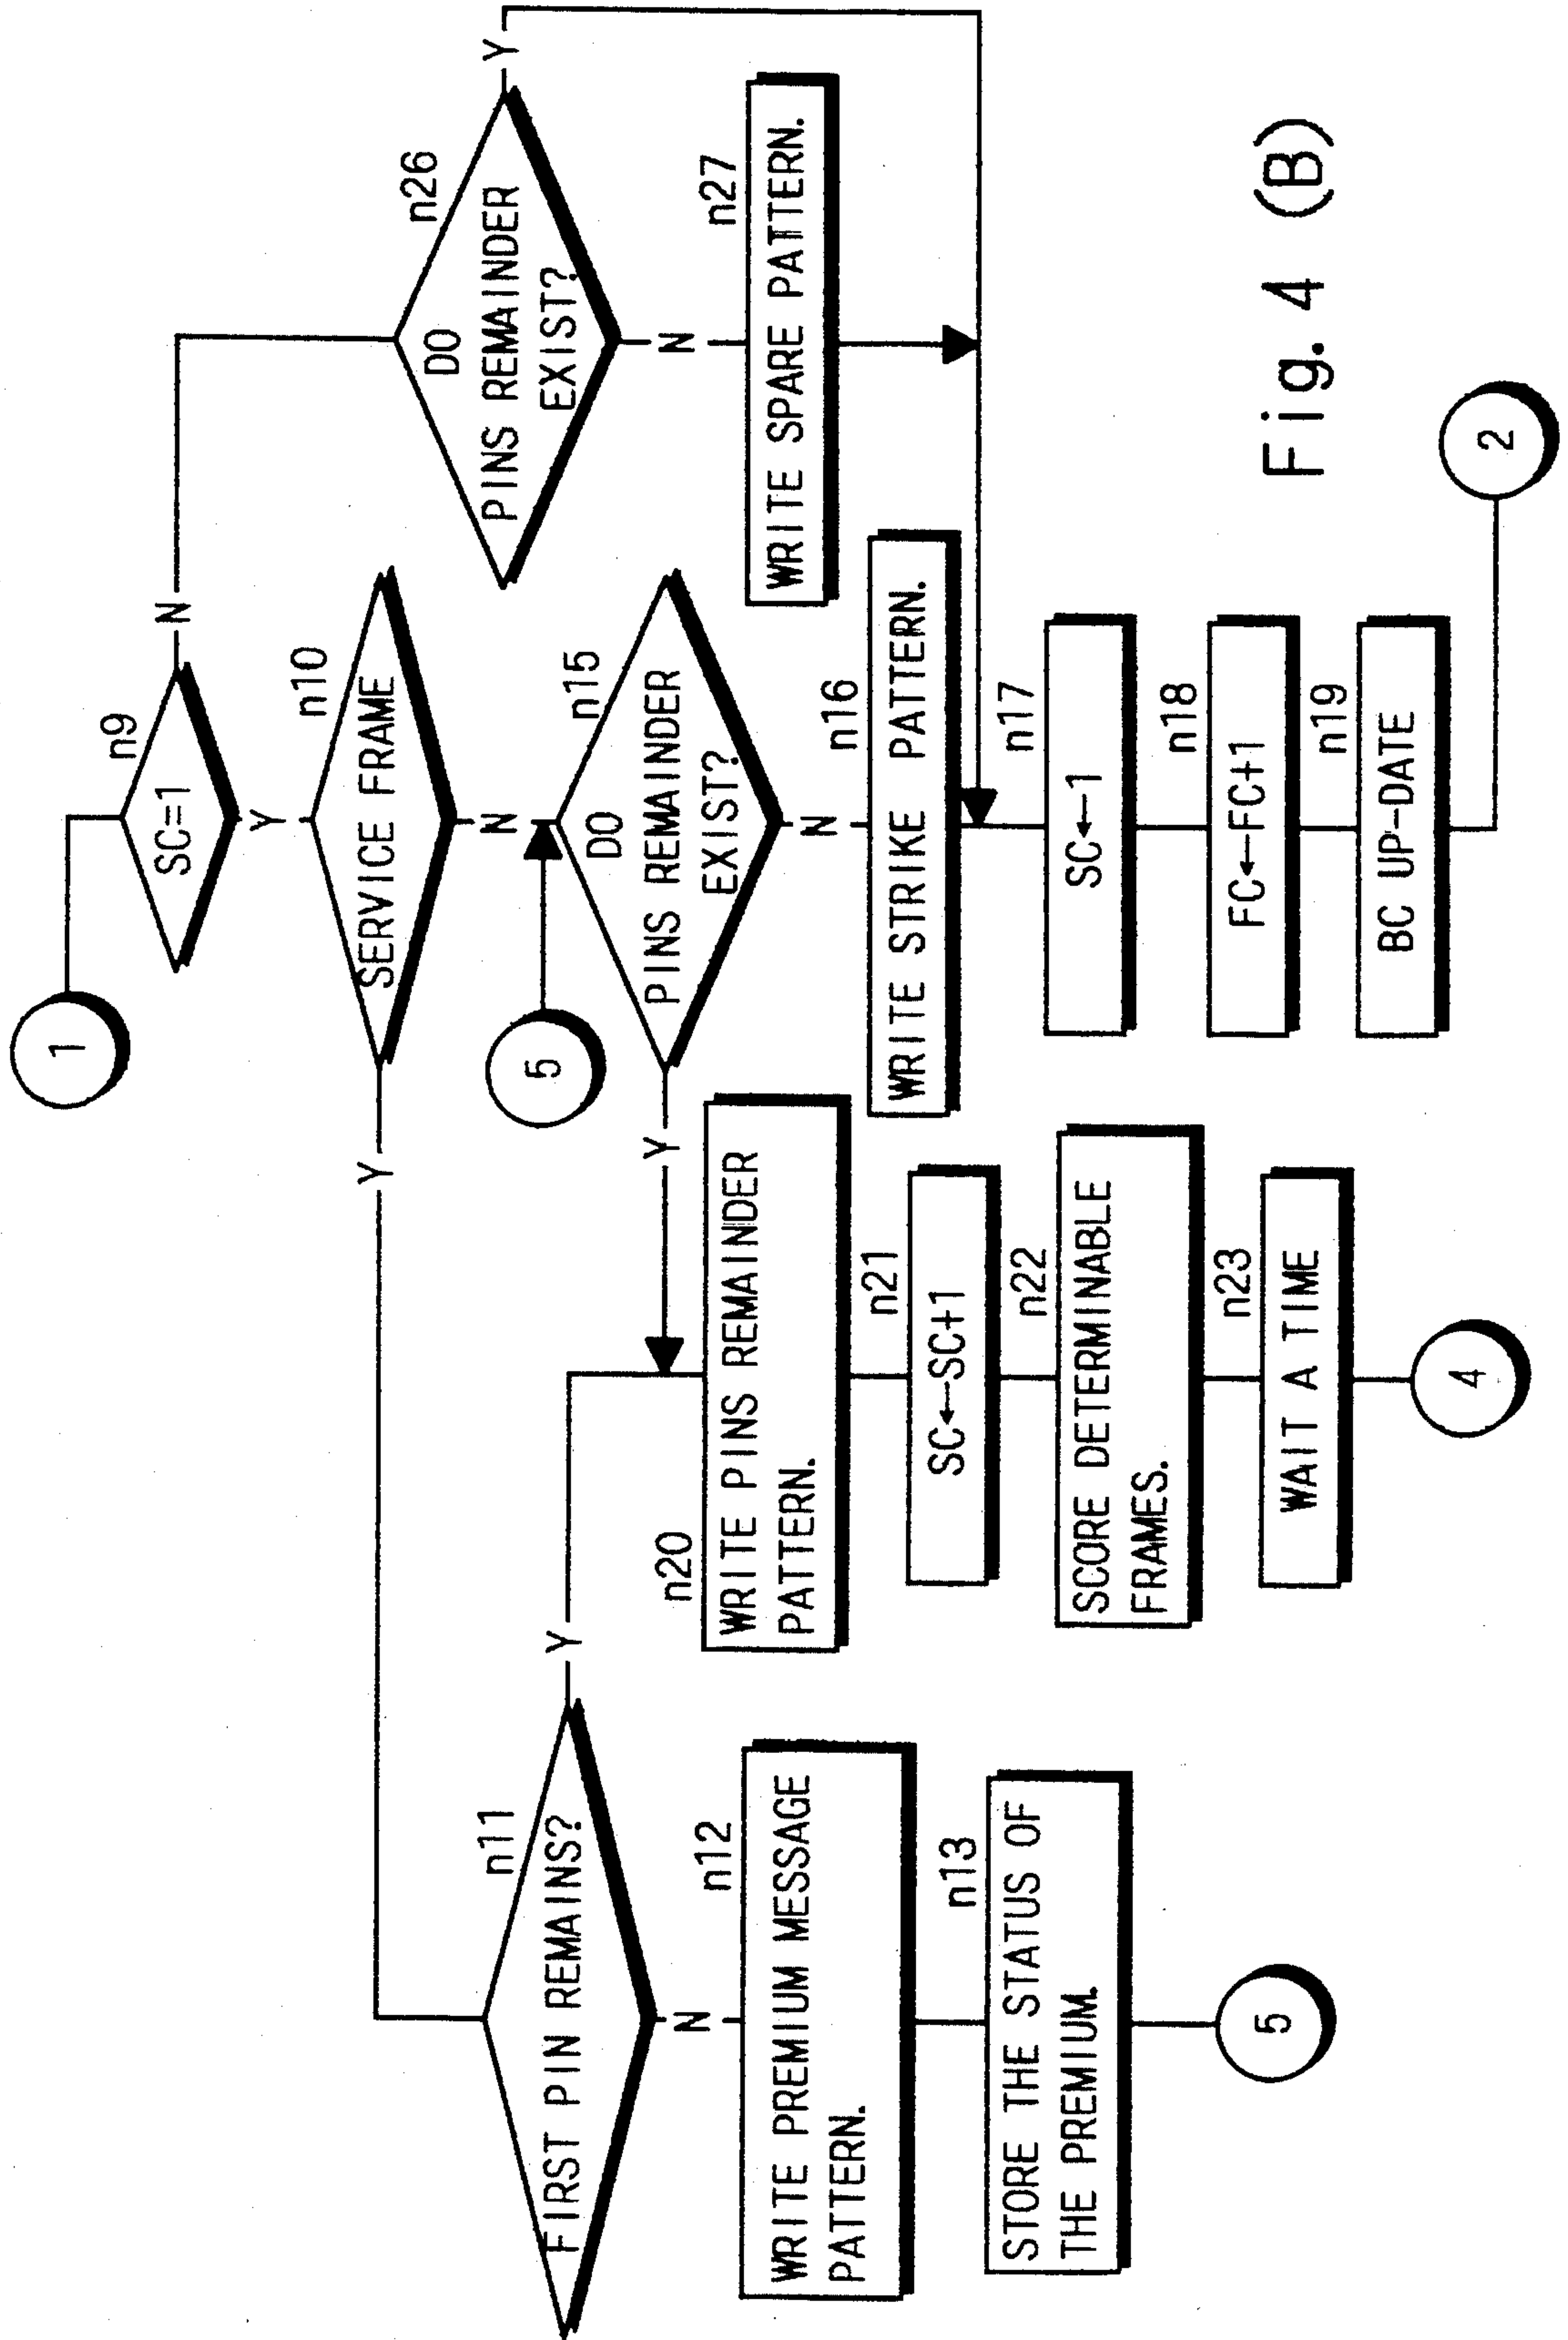 1
n9
SC=1
N
Y
n10
SERVICE FRAME
Y
N
n11
FIRST PIN REMAINS?
Y
N
n12
WRITE PREMIUM MESSAGE
PATTERN.
n13
STORE THE STATUS OF
THE PREMIUM.
5
5
n15
DO
PINS REMAINDER
EXIST?
Y
N
n16
WRITE STRIKE PATTERN.
n17
SC←1
n18
FC←FC+1
n19
BC UP-DATE
2
n20
WRITE PINS REMAINDER
PATTERN.
n21
SC←SC+1
n22
SCORE DETERMINABLE
FRAMES.
n23
WAIT A TIME
4
n26
DO
PINS REMAINDER
EXIST?
Y
N
n27
WRITE SPARE PATTERN.
Fig. 4 (B)